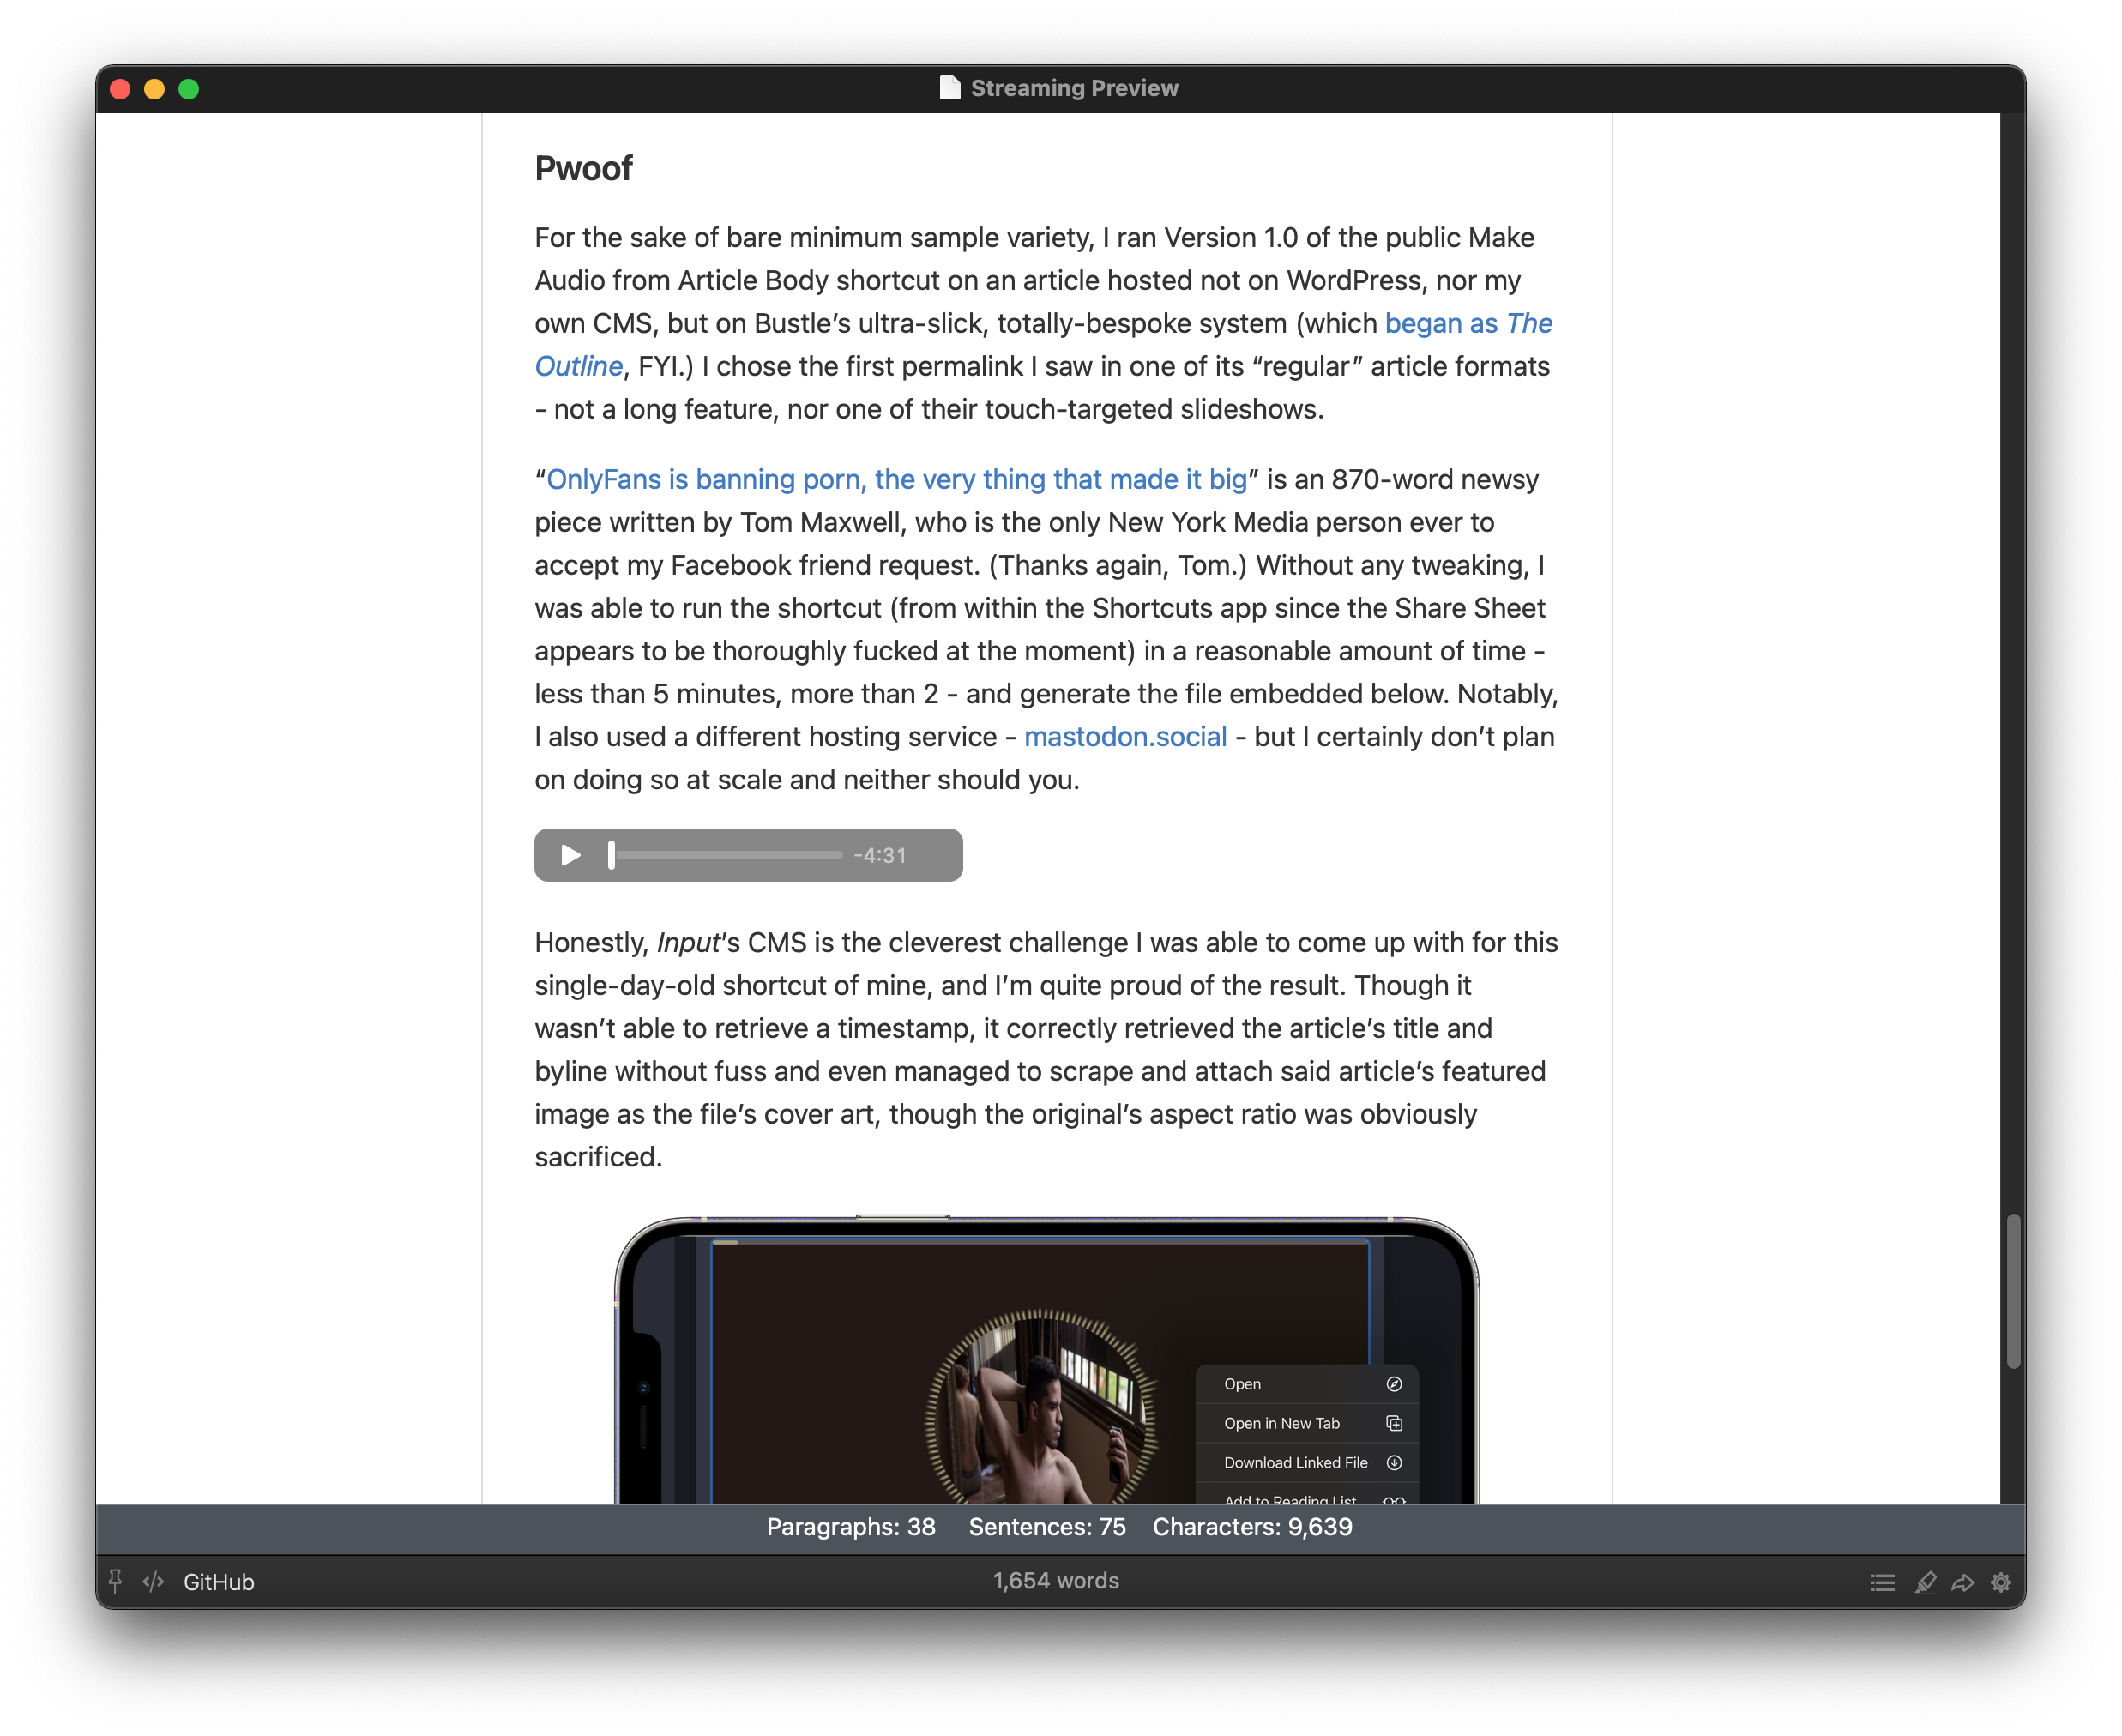 Streaming Preview
Pwoof
For the sake of bare minimum sample variety, I ran Version 1.0 of the public Make
Audio from Article Body shortcut on an article hosted not on WordPress, nor my
own CMS, but on Bustle’s ultra-slick, totally-bespoke system (which began as The
Outline, FYI.) I chose the first permalink I saw in one of its “regular” article formats
- not a long feature, nor one of their touch-targeted slideshows.
“OnlyFans is banning porn, the very thing that made it big” is an 870-word newsy
piece written by Tom Maxwell, who is the only New York Media person ever to
accept my Facebook friend request. (Thanks again, Tom.) Without any tweaking, I
was able to run the shortcut (from within the Shortcuts app since the Share Sheet
appears to be thoroughly fucked at the moment) in a reasonable amount of time -
less than 5 minutes, more than 2 - and generate the file embedded below. Notably,
I also used a different hosting service - mastodon.social - but I certainly don’t plan
on doing so at scale and neither should you.
-4:31
Honestly, Input’s CMS is the cleverest challenge I was able to come up with for this
single-day-old shortcut of mine, and I’m quite proud of the result. Though it
wasn’t able to retrieve a timestamp, it correctly retrieved the article’s title and
byline without fuss and even managed to scrape and attach said article’s featured
image as the file’s cover art, though the original’s aspect ratio was obviously
sacrificed.
Open
Open in New Tab
Download Linked File
Add to Reading List
Paragraphs: 38 Sentences: 75 Characters: 9,639
GitHub 1,654 words